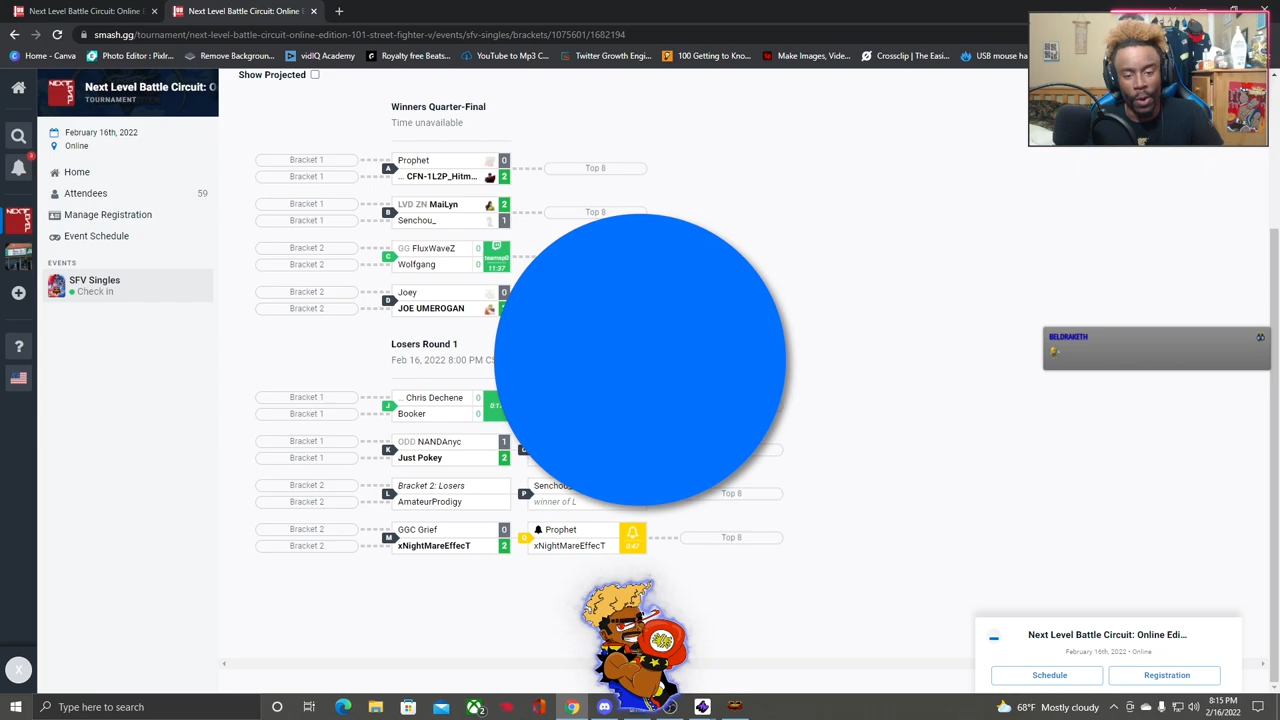 Next Level Battle Circuit: Onlin
Next Level Battle Circuit: Onlin
smash.gg/tournament/next-level-battle-circuit-online-edition-101-street-fighter-v/events/sfv-singles/brackets/1075601/1682194
Home - Canva
Photo Editor : Pixlr...
Remove Backgroun...
vidIQ Academy
Royalty free Beats...
YouTube to Mp3 C...
Twitter Growth Engi...
100 Getting to Kno...
Make Images, Vide...
Crossclip | The Easi...
USB mouse ha
Show Projected
Next Level Battle Circuit: O
TOURNAMENT
February 16th, 2022
Online
Home
Attendees 59
Manage Registration
Event Schedule
EVENTS
SFV Singles
Check in
Winners Quarter-Final
Time unavailable
Bracket 1 Prophet 0
A Top 8
Bracket 1 ... CFN-1L2P_Hitm... 2
Bracket 1 LVD ZN MaiLyn 2
B Top 8
Bracket 1 Senchou_ 1
Bracket 2 GG FluxWaveZ 0
C 11:37
Bracket 2 Wolfgang 0
Bracket 2 Joey 0
D
Bracket 2 JOE UMEROGAN
Losers Round 1
Feb 16, 2022 8:00 PM CS
Bracket 1 ... Chris Dechene 0
J
Bracket 1 Booker 0
Bracket 1 ODD NANDAnyc 1
K
Bracket 1 Just Pokey 2
Bracket 2 Bracket 2: Losers Senchou
L P Top 8
Bracket 2 AmateurProdigy winner of L
Bracket 2 GGC Grief 0 Prophet
M Q 0:47 Top 8
Bracket 2 xNightMareEffecT 2 xNightMareEffecT
BELDRAKETH
Next Level Battle Circuit: Online Edi...
February 16th, 2022 • Online
Schedule
Registration
X
Type here to search
68°F Mostly cloudy
8:15 PM
2/16/2022